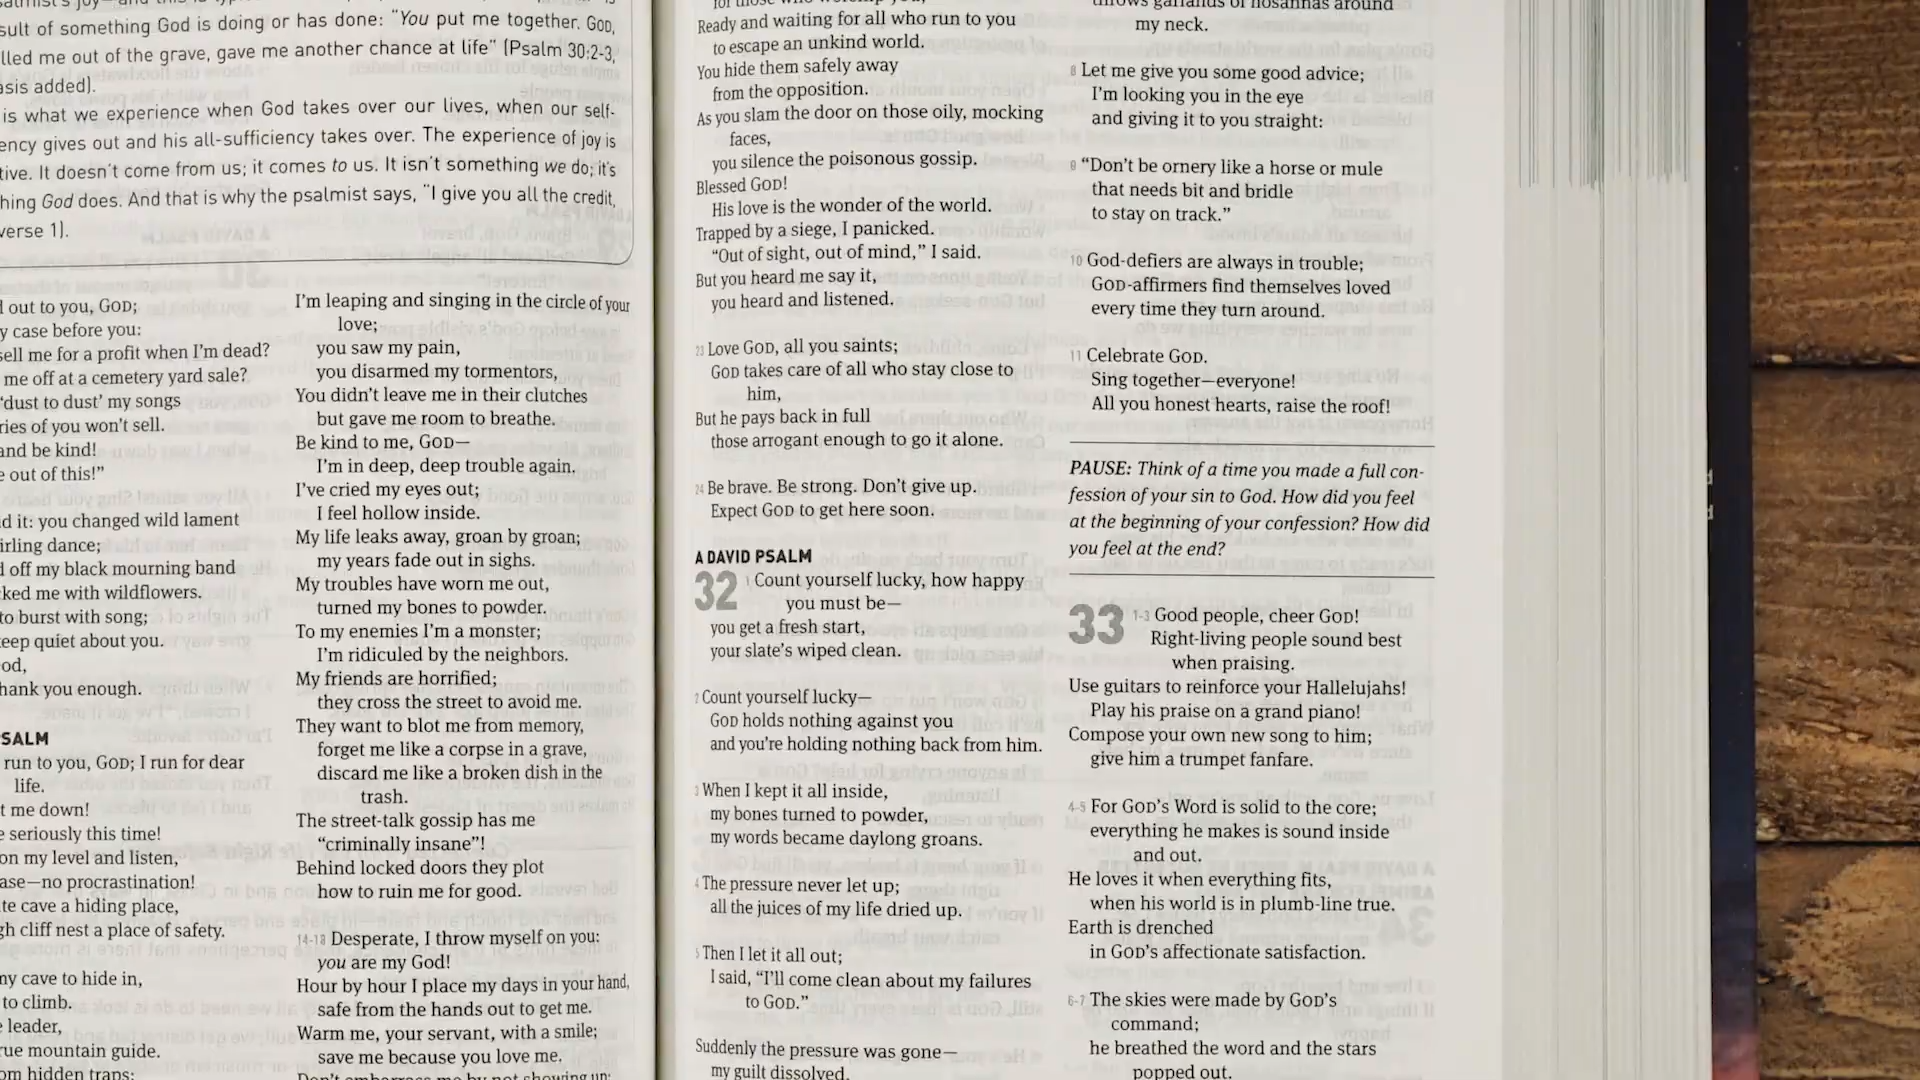 sult of something God is doing or has done: "You put me together. GOD,
lled me out of the grave, gave me another chance at life" (Psalm 30:2-3,
asis added).
is what we experience when God takes over our lives, when our self-
ency gives out and his all-sufficiency takes over. The experience of joy is
tive. It doesn't come from us; it comes to us. It isn't something we do; it's
hing God does. And that is why the psalmist says, "I give you all the credit,
verse 1).
out to you, GOD;
y case before you:
sell me for a profit when I'm dead?
me off at a cemetery yard sale?
'dust to dust' my songs
ries of you won't sell.
and be kind!
e out of this!"
d it: you changed wild lament
irling dance;
d off my black mourning band
ked me with wildflowers.
to burst with song;
eep quiet about you.
od,
hank you enough.
SALM
run to you, GOD; I run for dear
life.
t me down!
e seriously this time!
on my level and listen,
ase—no procrastination!
te cave a hiding place,
gh cliff nest a place of safety.
ny cave to hide in,
to climb.
leader,
rue mountain guide.
om hidden traps;
I'm leaping and singing in the circle of your
love;
you saw my pain,
you disarmed my tormentors,
You didn't leave me in their clutches
but gave me room to breathe.
Be kind to me, GOD—
I'm in deep, deep trouble again.
I've cried my eyes out;
I feel hollow inside.
My life leaks away, groan by groan;
my years fade out in sighs.
My troubles have worn me out,
turned my bones to powder.
To my enemies I'm a monster;
I'm ridiculed by the neighbors.
My friends are horrified;
they cross the street to avoid me.
They want to blot me from memory,
forget me like a corpse in a grave,
discard me like a broken dish in the
trash.
The street-talk gossip has me
"criminally insane"!
Behind locked doors they plot
how to ruin me for good.
14-18 Desperate, I throw myself on you:
you are my God!
Hour by hour I place my days in your hand,
safe from the hands out to get me.
Warm me, your servant, with a smile;
save me because you love me.
Don't embarrass me by not showing up;
for those who worship you,
Ready and waiting for all who run to you
to escape an unkind world.
You hide them safely away
from the opposition.
As you slam the door on those oily, mocking
faces,
you silence the poisonous gossip.
Blessed GOD!
His love is the wonder of the world.
Trapped by a siege, I panicked.
"Out of sight, out of mind," I said.
But you heard me say it,
you heard and listened.
23 Love GOD, all you saints;
GOD takes care of all who stay close to
him,
But he pays back in full
those arrogant enough to go it alone.
24 Be brave. Be strong. Don't give up.
Expect GOD to get here soon.
A DAVID PSALM
32 1 Count yourself lucky, how happy
you must be—
you get a fresh start,
your slate's wiped clean.
2 Count yourself lucky—
GOD holds nothing against you
and you're holding nothing back from him.
3 When I kept it all inside,
my bones turned to powder,
my words became daylong groans.
4 The pressure never let up;
all the juices of my life dried up.
5 Then I let it all out;
I said, "I'll come clean about my failures
to GOD."
Suddenly the pressure was gone—
my guilt dissolved,
throws garlands of hosannas around
my neck.
8 Let me give you some good advice;
I'm looking you in the eye
and giving it to you straight:
9 "Don't be ornery like a horse or mule
that needs bit and bridle
to stay on track."
10 God-defiers are always in trouble;
GOD-affirmers find themselves loved
every time they turn around.
11 Celebrate GOD.
Sing together—everyone!
All you honest hearts, raise the roof!
PAUSE: Think of a time you made a full con-
fession of your sin to God. How did you feel
at the beginning of your confession? How did
you feel at the end?
33 1-3 Good people, cheer GOD!
Right-living people sound best
when praising.
Use guitars to reinforce your Hallelujahs!
Play his praise on a grand piano!
Compose your own new song to him;
give him a trumpet fanfare.
4-5 For GOD's Word is solid to the core;
everything he makes is sound inside
and out.
He loves it when everything fits,
when his world is in plumb-line true.
Earth is drenched
in GOD's affectionate satisfaction.
6-7 The skies were made by GOD's
command;
he breathed the word and the stars
popped out.